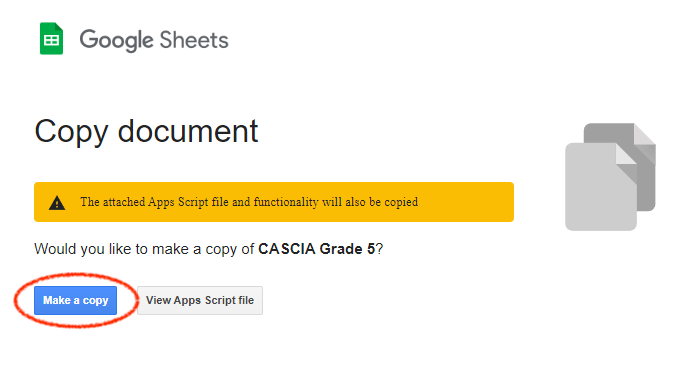 Google Sheets
Copy document
The attached Apps Script file and functionality will also be copied
Would you like to make a copy of CASCIA Grade 5?
Make a copy View Apps Script file